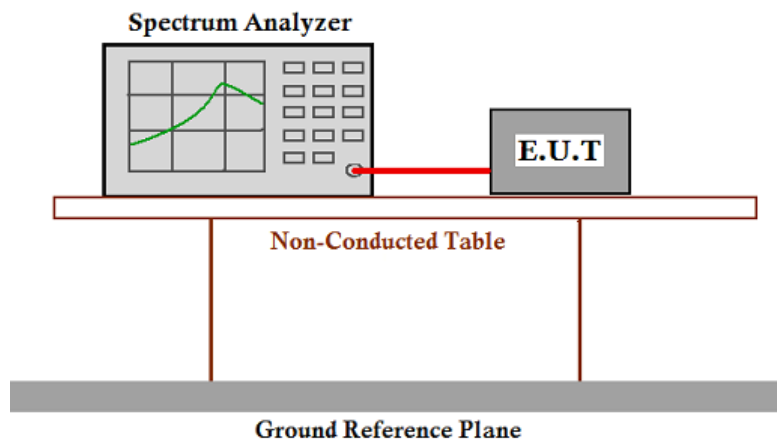 Spectrum Analyzer
E.U.T
Non-Conducted Table
Ground Reference Plane